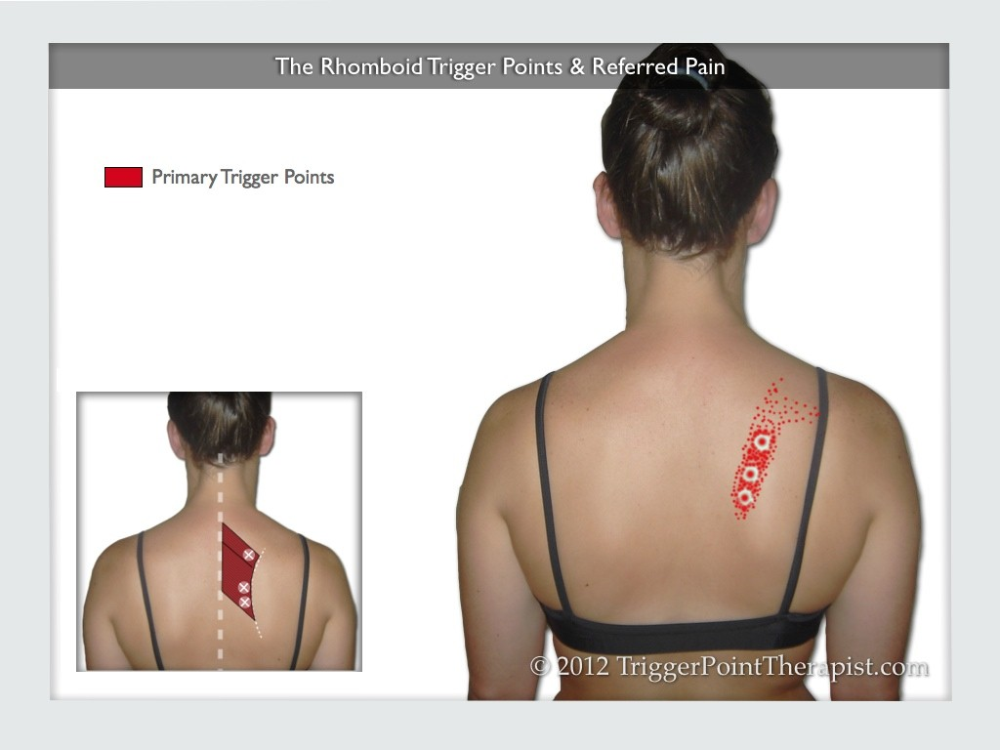 The Rhomboid Trigger Points & Referred Pain
Primary Trigger Points
© 2012 TriggerPointTherapist.com